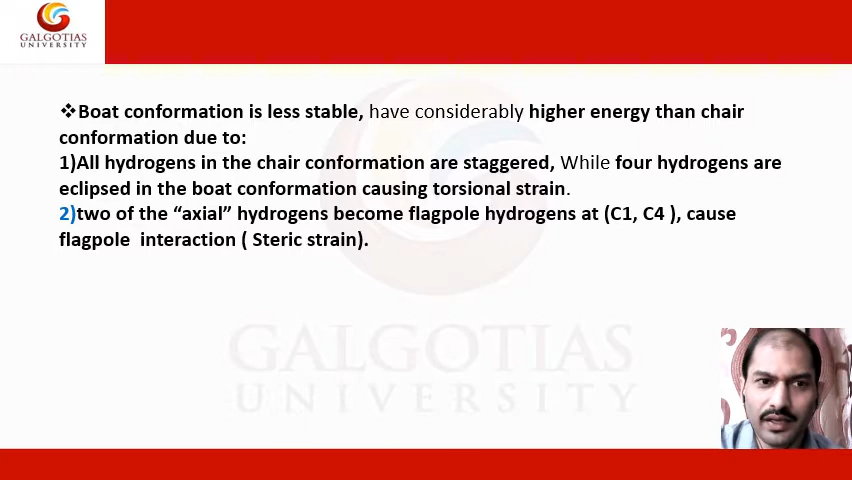 GALGOTIAS
UNIVERSITY
❖Boat conformation is less stable, have considerably higher energy than chair
conformation due to:
1)All hydrogens in the chair conformation are staggered, While four hydrogens are
eclipsed in the boat conformation causing torsional strain.
2)two of the “axial” hydrogens become flagpole hydrogens at (C1, C4 ), cause
flagpole interaction ( Steric strain).
GALGOTIAS
UNIVERSITY